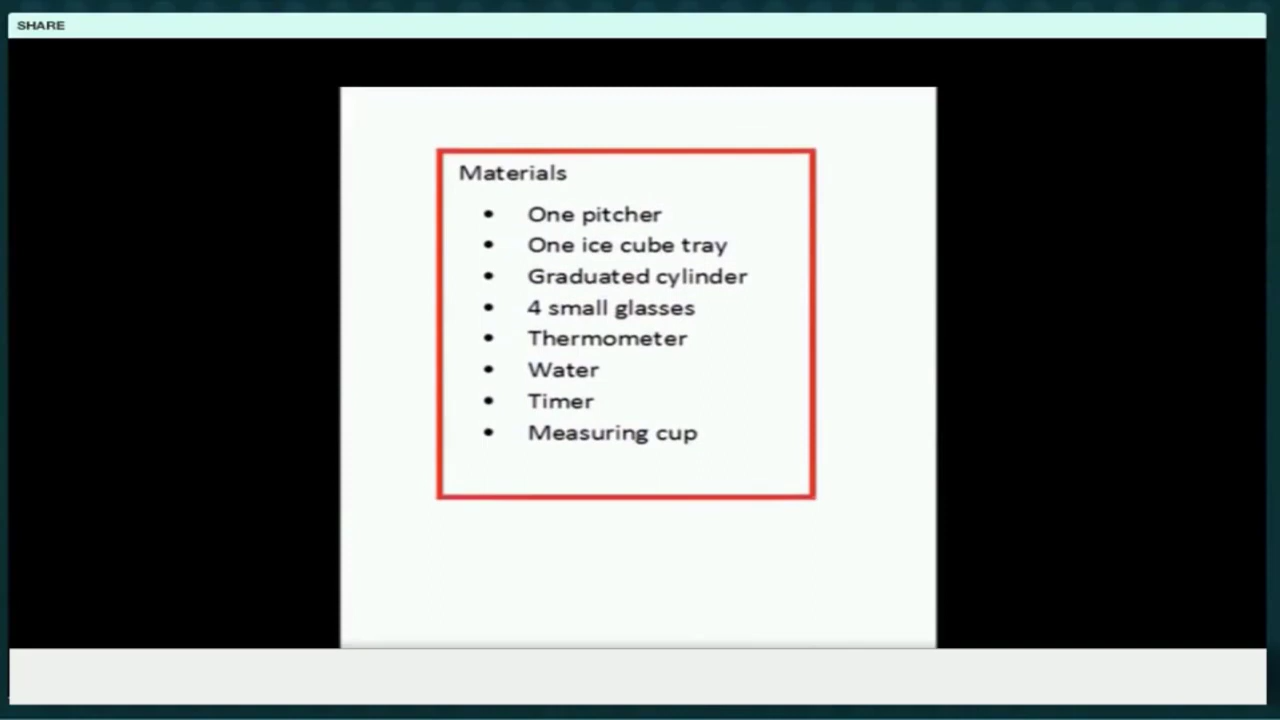 SHARE
Materials
• One pitcher
• One ice cube tray
• Graduated cylinder
• 4 small glasses
• Thermometer
• Water
• Timer
• Measuring cup